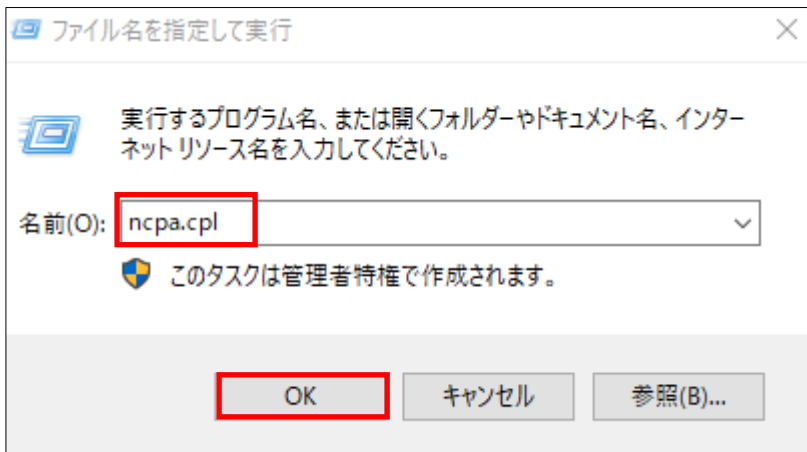 ファイル名を指定して実行
実行するプログラム名、または開くフォルダーやドキュメント名、インター
ネット リソース名を入力してください。
名前(O): ncpa.cpl
このタスクは管理者特権で作成されます。
OK キャンセル 参照(B)...